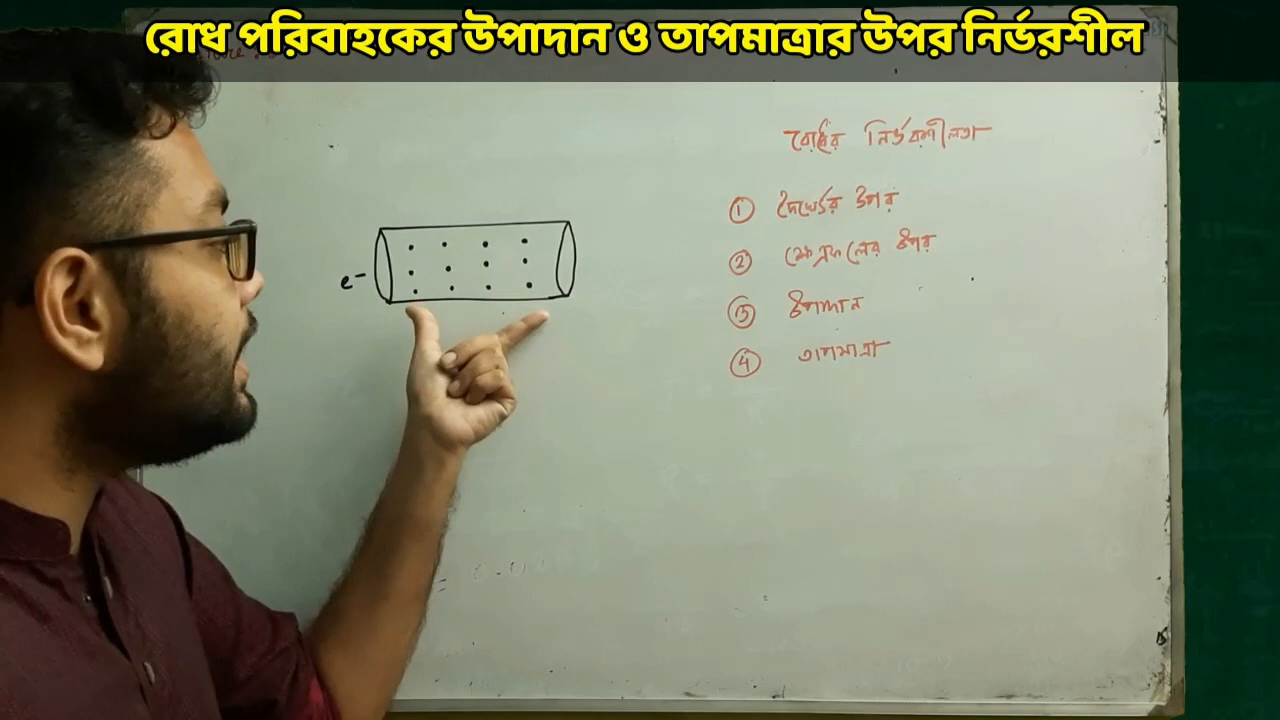 রোধ পরিবাহকের উপাদান ও তাপমাত্রার উপর নির্ভরশীল
রোধের নির্ভরশীলতা
① দৈর্ঘ্যের উপর
② ক্ষেত্রফলের উপর
③ উপাদান
④ তাপমাত্রা
e-